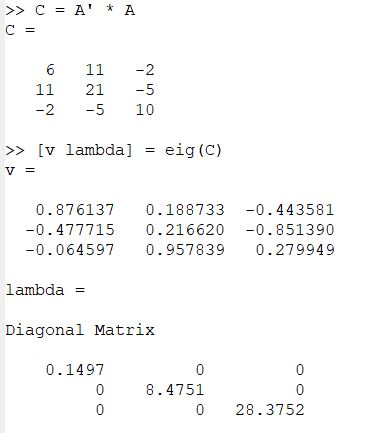 >> C = A' * A
C =
6 11 -2
11 21 -5
-2 -5 10
>> [v lambda] = eig(C)
v =
0.876137 0.188733 -0.443581
-0.477715 0.216620 -0.851390
-0.064597 0.957839 0.279949
lambda =
Diagonal Matrix
0.1497 0 0
0 8.4751 0
0 0 28.3752